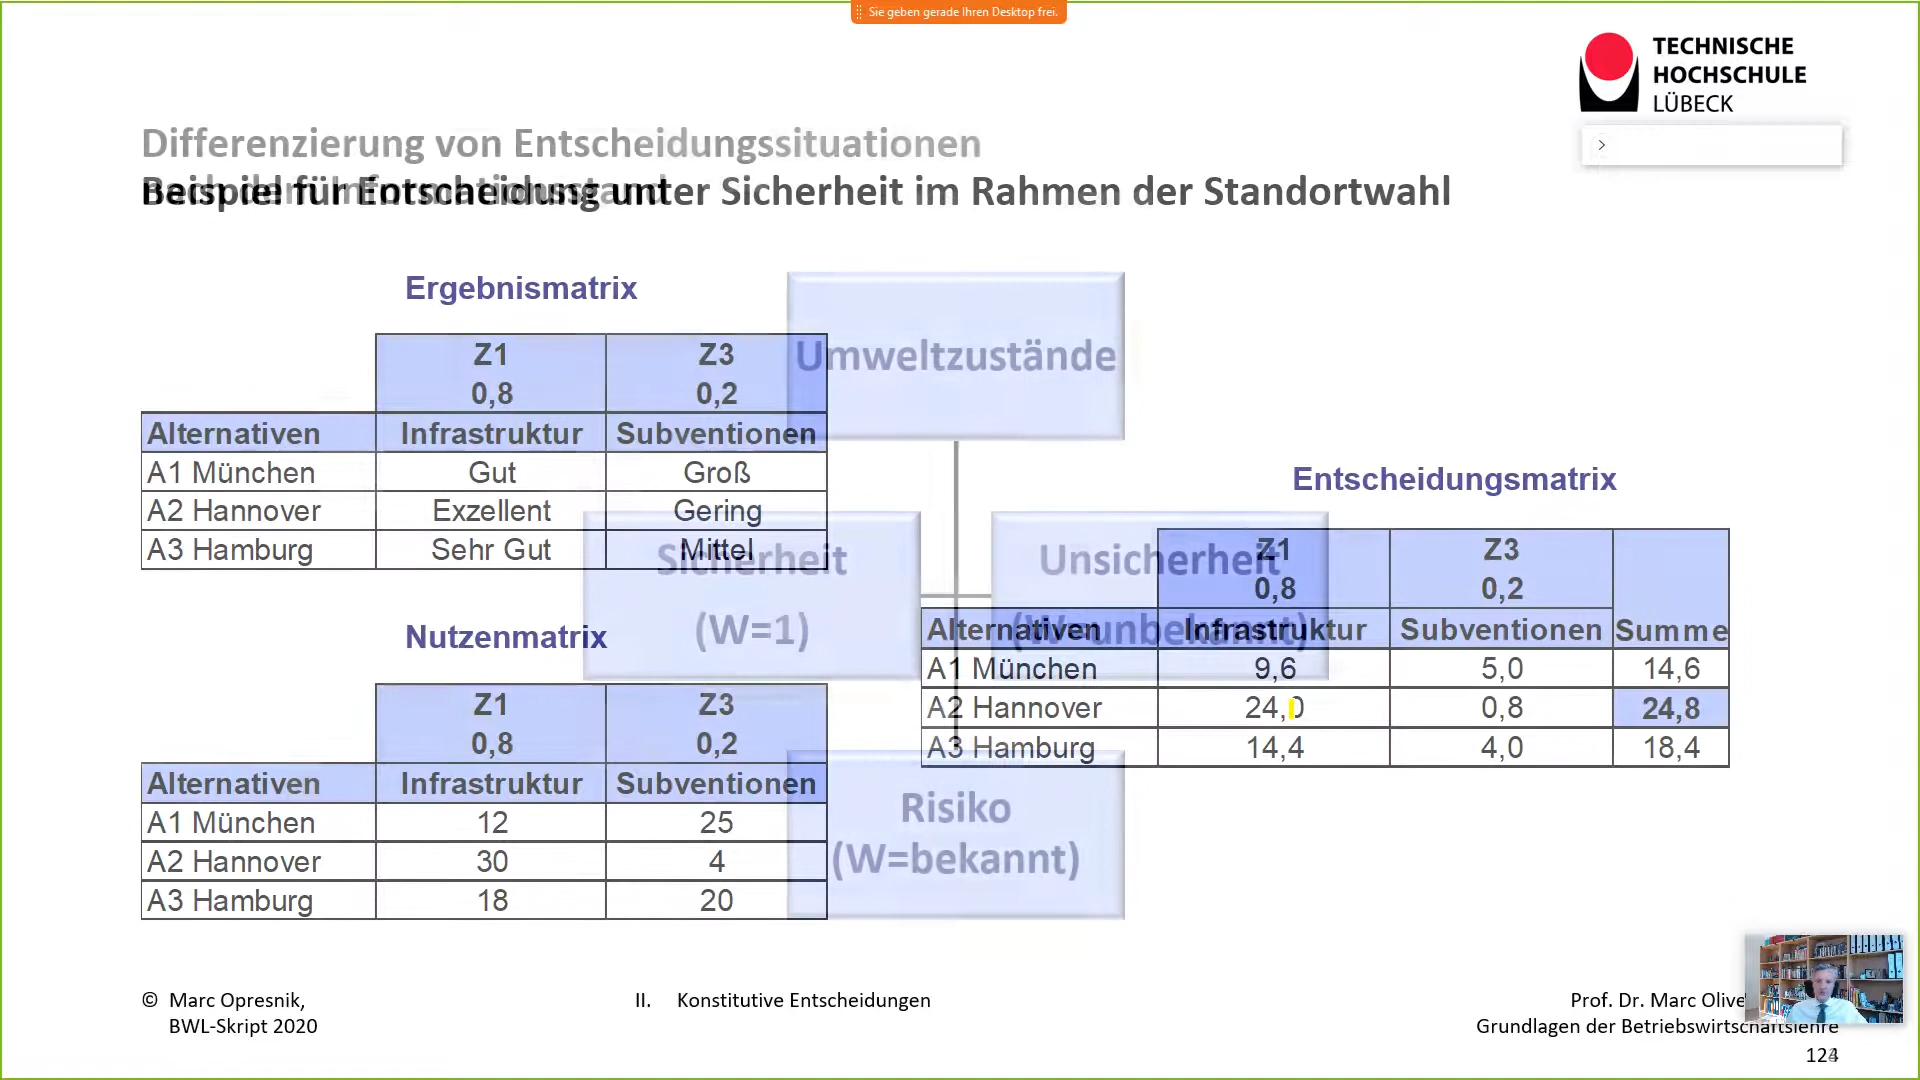 Sie geben gerade Ihren Desktop frei.
TECHNISCHE
HOCHSCHULE
LÜBECK
Differenzierung von Entscheidungssituationen
nach dem Informationsstand
Beispiel für Entscheidung unter Sicherheit im Rahmen der Standortwahl
Ergebnismatrix
Z1 Z3
0,8 0,2
Alternativen Infrastruktur Subventionen
A1 München Gut Groß
A2 Hannover Exzellent Gering
A3 Hamburg Sehr Gut Mittel
Nutzenmatrix
Z1 Z3
0,8 0,2
Alternativen Infrastruktur Subventionen
A1 München 12 25
A2 Hannover 30 4
A3 Hamburg 18 20
Umweltzustände
Sicherheit
(W=1)
Unsicherheit
(W=unbekannt)
Risiko
(W=bekannt)
Entscheidungsmatrix
Z1 Z3
0,8 0,2
Alternativen Infrastruktur Subventionen Summe
A1 München 9,6 5,0 14,6
A2 Hannover 24,0 0,8 24,8
A3 Hamburg 14,4 4,0 18,4
© Marc Opresnik,
BWL-Skript 2020
II. Konstitutive Entscheidungen
Prof. Dr. Marc
Grundlagen der Betriebswirtschaftslehre